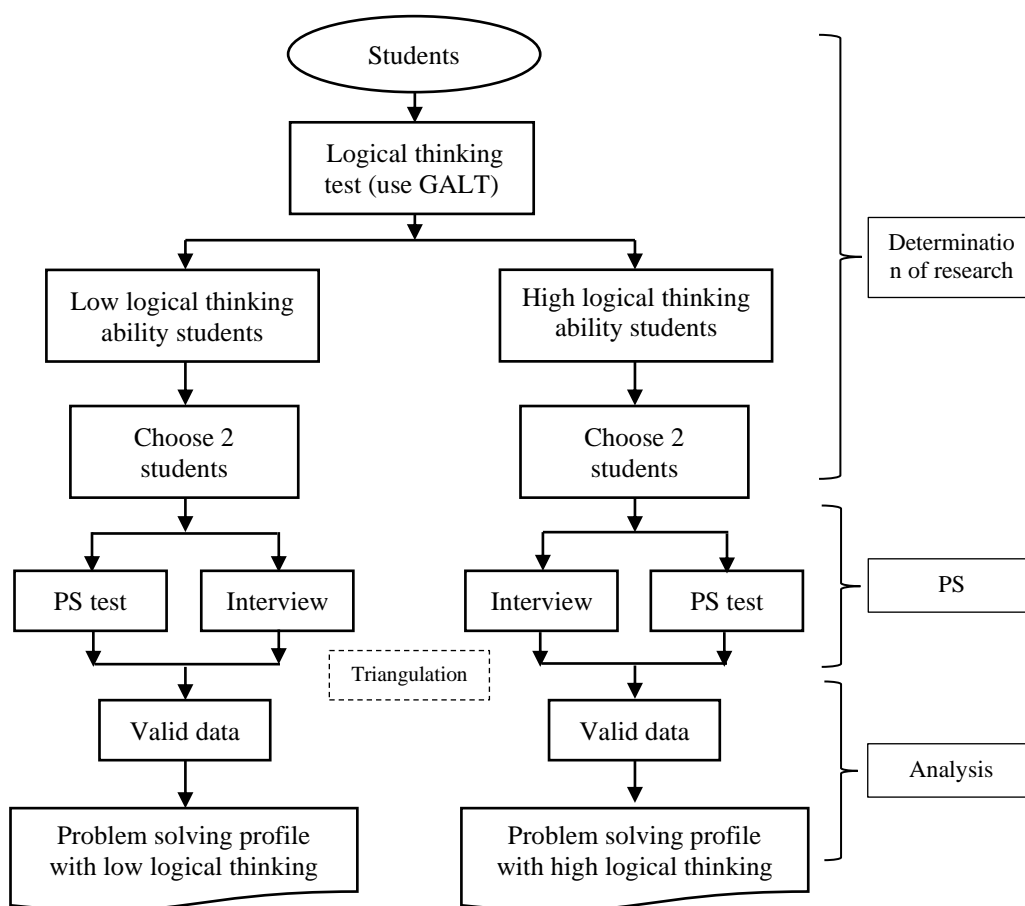 Students
Logical thinking
test (use GALT)
Determinatio
n of research
Low logical thinking
ability students
High logical thinking
ability students
Choose 2
students
Choose 2
students
PS test
Interview
Interview
PS test
PS
Triangulation
Valid data
Valid data
Analysis
Problem solving profile
with low logical thinking
Problem solving profile
with high logical thinking